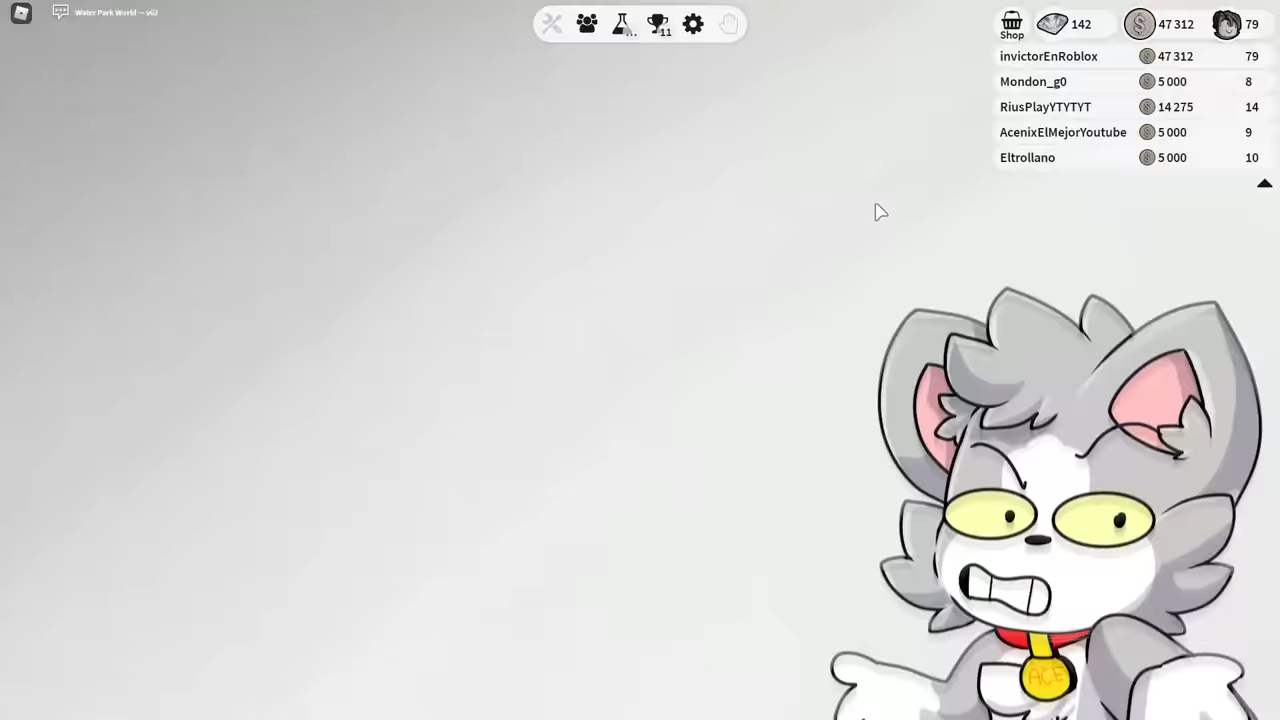 Water Park World — v63
...
11
Shop
142
47 312
79
invictorEnRoblox 47 312 79
Mondon_g0 5 000 8
RiusPlayYTYTYT 14 275 14
AcenixElMejorYoutube 5 000 9
Eltrollano 5 000 10
ACE